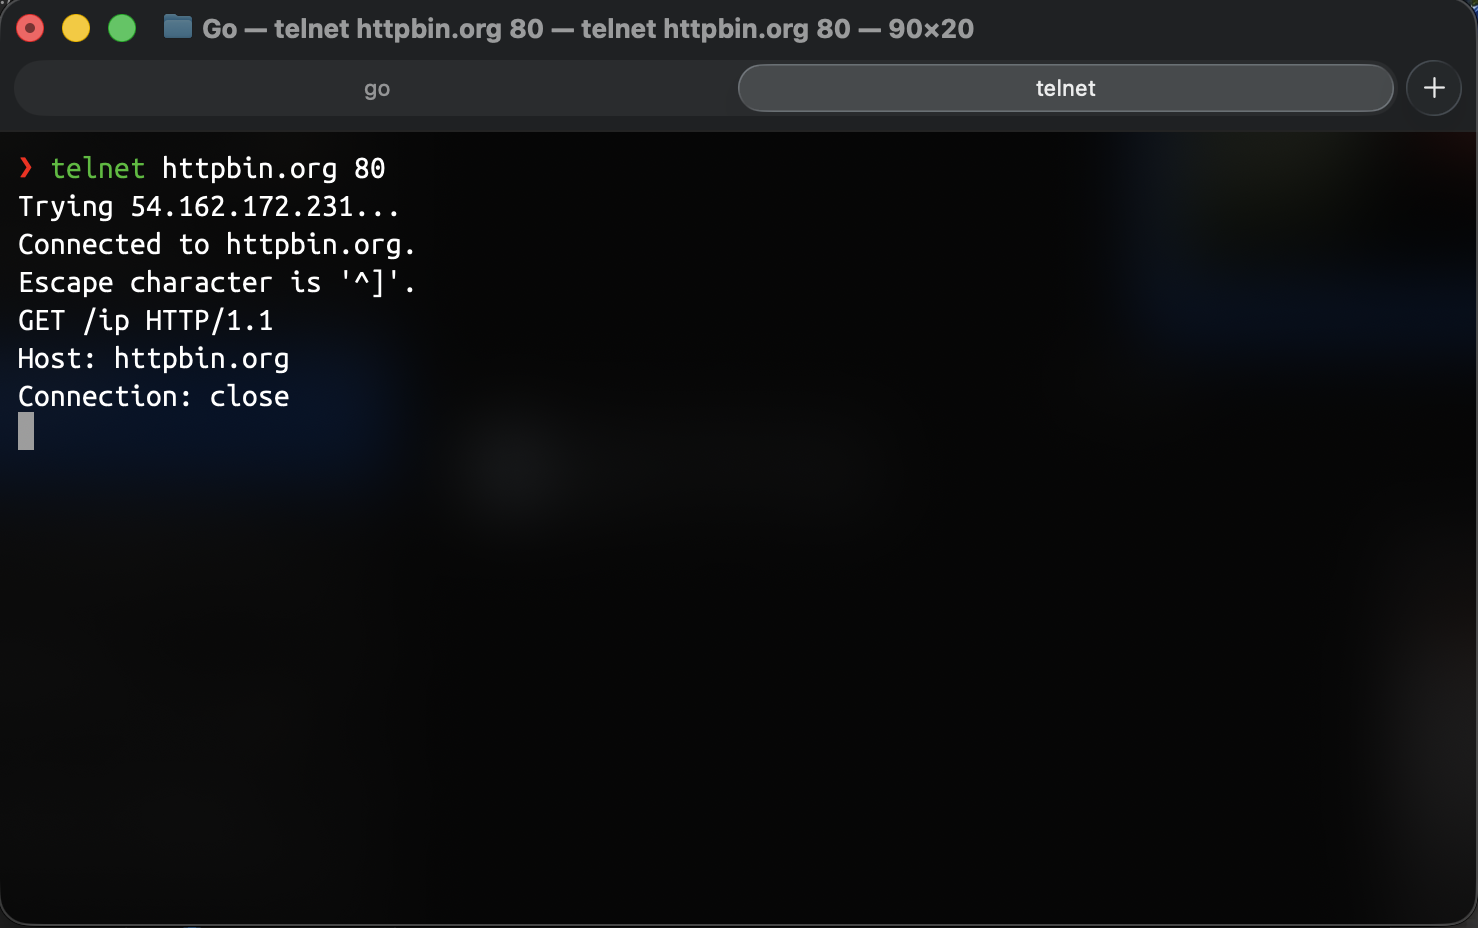 Go — telnet httpbin.org 80 — telnet httpbin.org 80 — 90×20
go
telnet
+
❯ telnet httpbin.org 80
Trying 54.162.172.231...
Connected to httpbin.org.
Escape character is '^]'.
GET /ip HTTP/1.1
Host: httpbin.org
Connection: close